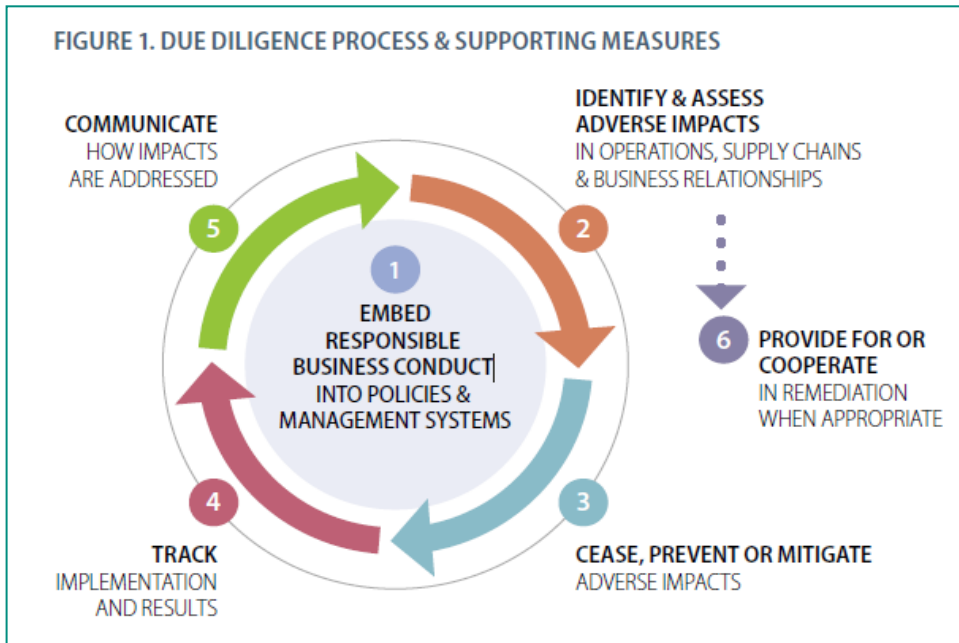 FIGURE 1. DUE DILIGENCE PROCESS & SUPPORTING MEASURES
1
EMBED
RESPONSIBLE
BUSINESS CONDUCT
INTO POLICIES &
MANAGEMENT SYSTEMS
2
IDENTIFY & ASSESS
ADVERSE IMPACTS
IN OPERATIONS, SUPPLY CHAINS
& BUSINESS RELATIONSHIPS
3
CEASE, PREVENT OR MITIGATE
ADVERSE IMPACTS
4
TRACK
IMPLEMENTATION
AND RESULTS
5
COMMUNICATE
HOW IMPACTS
ARE ADDRESSED
6
PROVIDE FOR OR
COOPERATE
IN REMEDIATION
WHEN APPROPRIATE